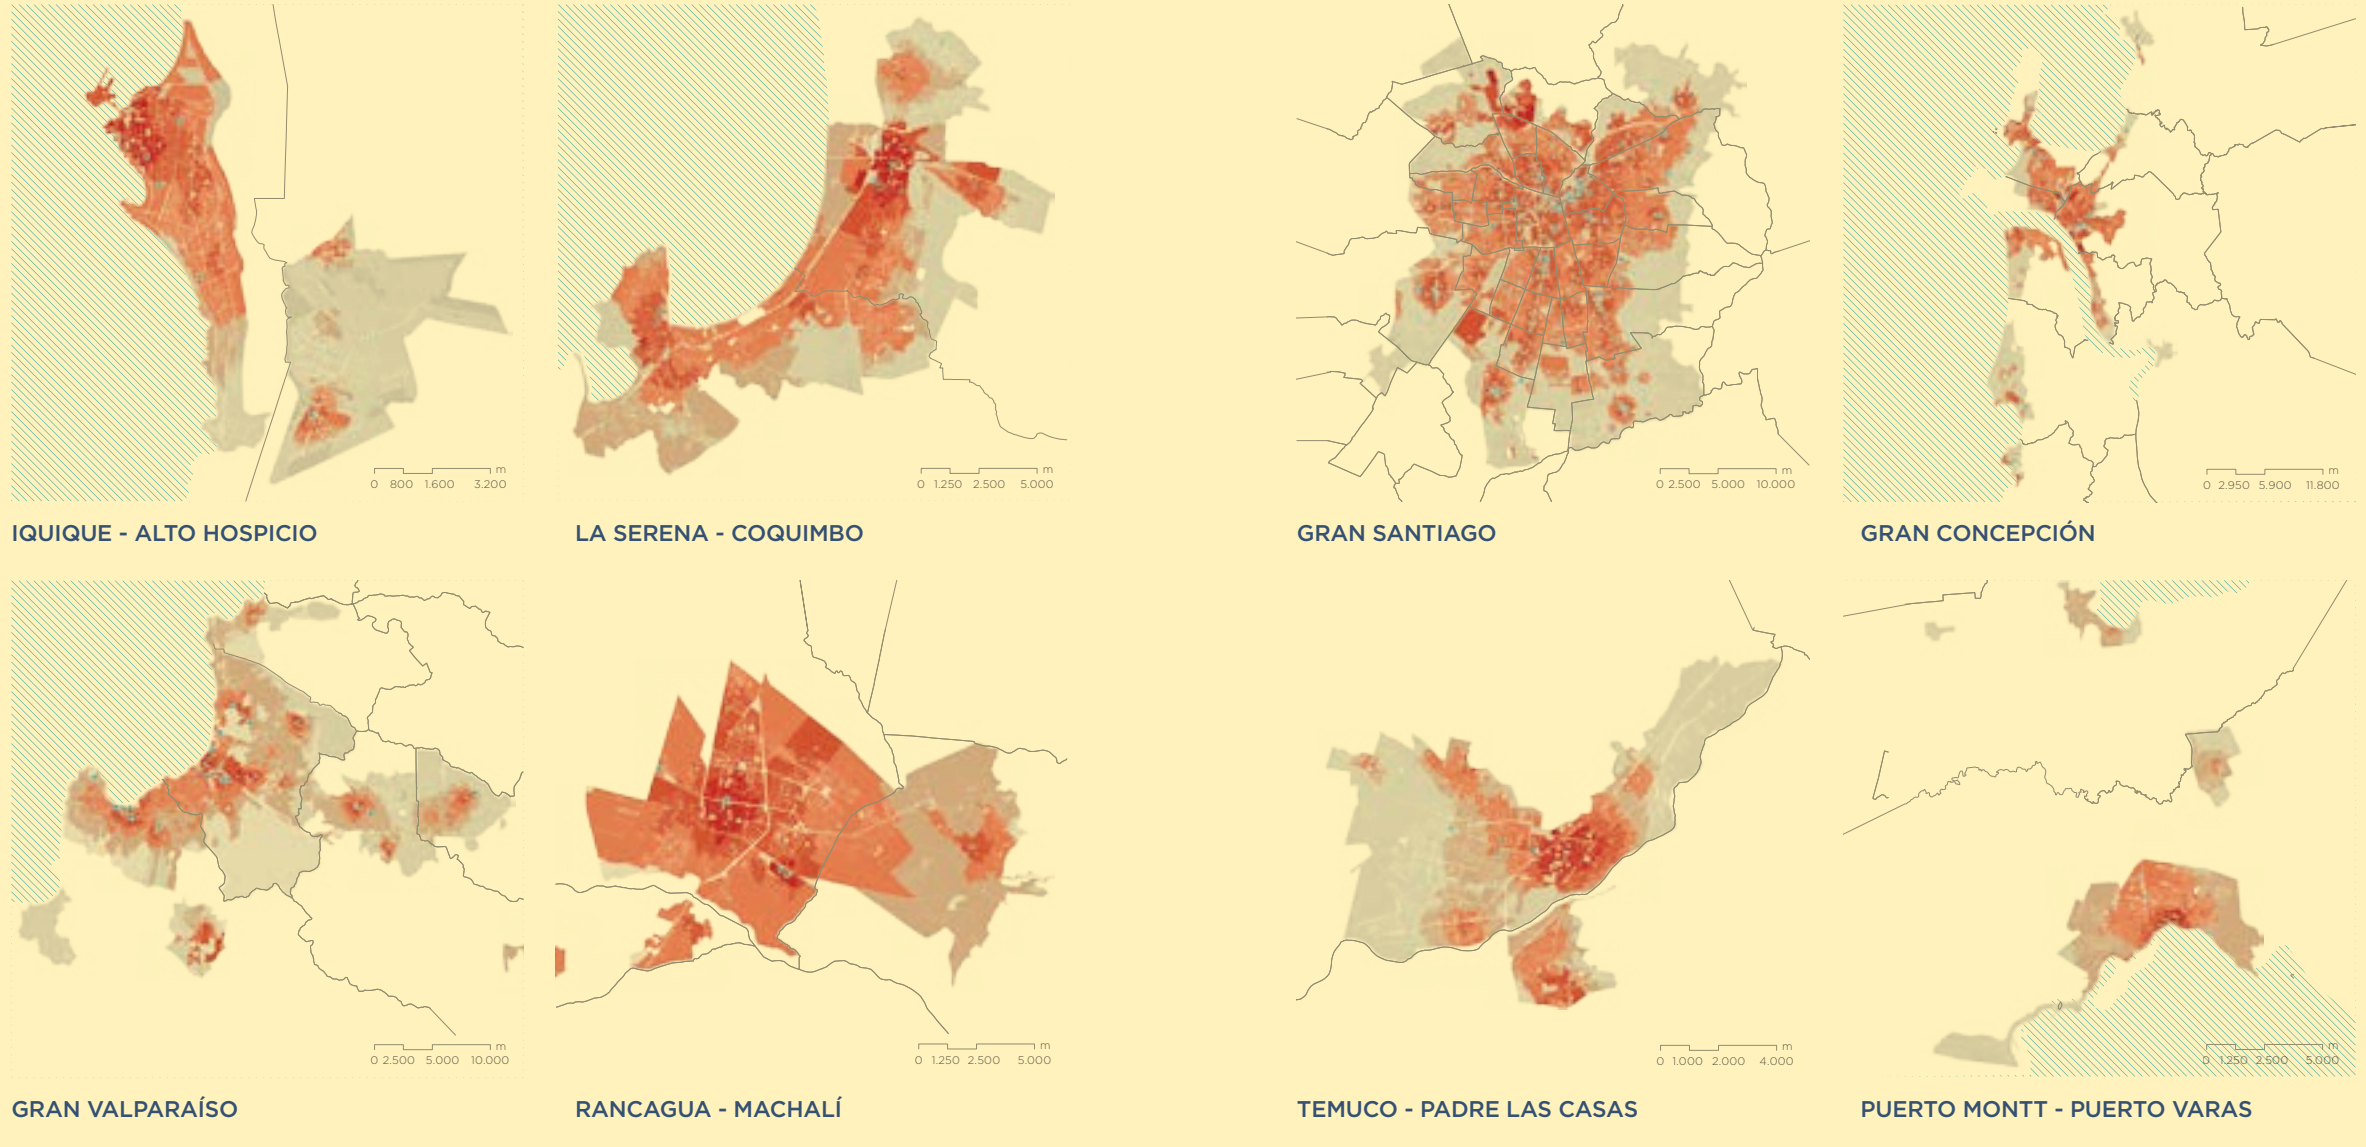 m
0 800 1.600 3.200
m
0 1.250 2.500 5.000
m
0 2.500 5.000 10.000
m
0 2.950 5.900 11.800
IQUIQUE - ALTO HOSPICIO
LA SERENA - COQUIMBO
GRAN SANTIAGO
GRAN CONCEPCIÓN
m
0 2.500 5.000 10.000
m
0 1.250 2.500 5.000
m
0 1.000 2.000 4.000
m
0 1.250 2.500 5.000
GRAN VALPARAÍSO
RANCAGUA - MACHALÍ
TEMUCO - PADRE LAS CASAS
PUERTO MONTT - PUERTO VARAS